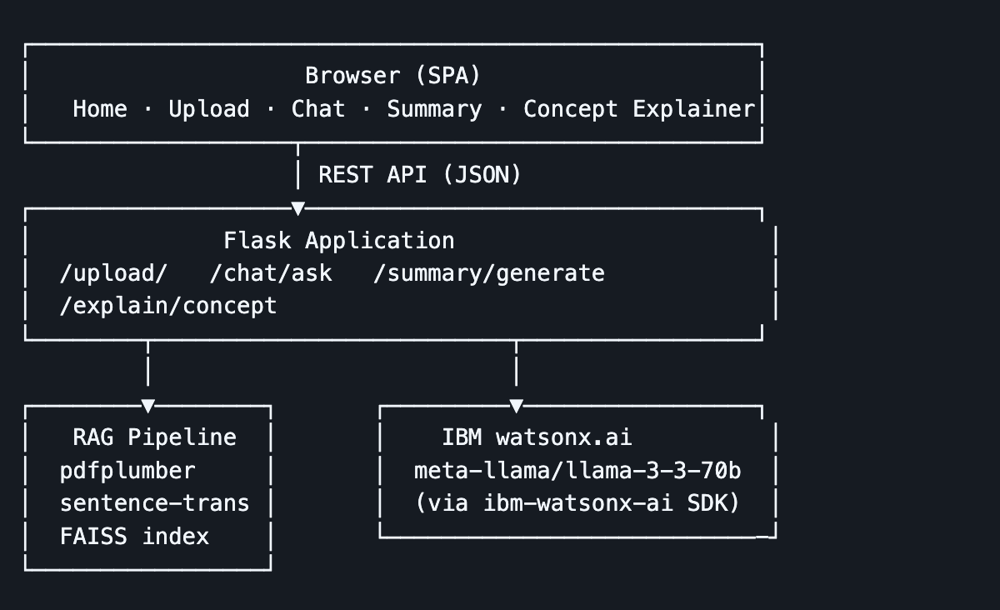 Browser (SPA)
Home · Upload · Chat · Summary · Concept Explainer
REST API (JSON)
Flask Application
/upload/   /chat/ask   /summary/generate
/explain/concept
RAG Pipeline
pdfplumber
sentence-trans
FAISS index
IBM watsonx.ai
meta-llama/llama-3-3-70b
(via ibm-watsonx-ai SDK)